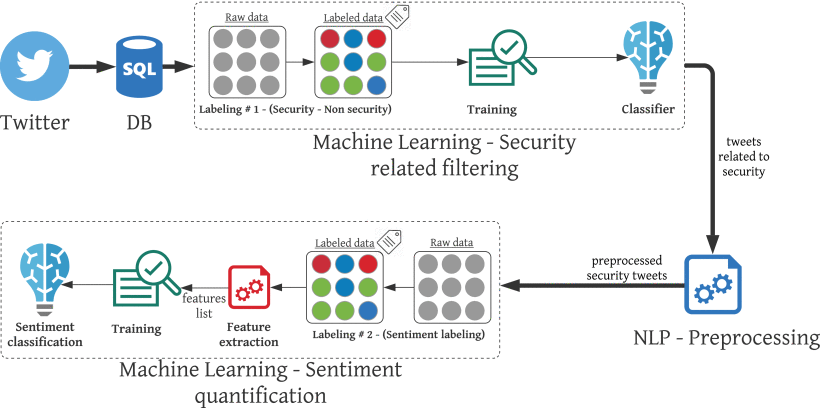 Raw data
Labeled data
SQL
Twitter
DB
Labeling # 1 - (Security - Non security)
Training
Classifier
Machine Learning - Security
related filtering
tweets
related to
security
Labeled data
Raw data
preprocessed
security tweets
features
list
Sentiment
classification
Training
Feature
extraction
Labeling # 2 - (Sentiment labeling)
NLP - Preprocessing
Machine Learning - Sentiment
quantification